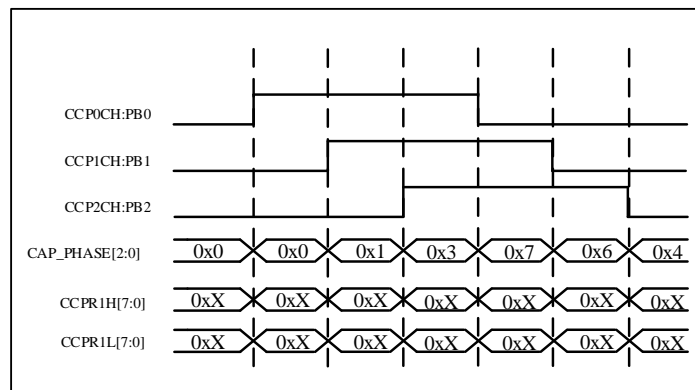 CCP0CH:PB0
CCP1CH:PB1
CCP2CH:PB2
CAP_PHASE[2:0] 0x0 0x0 0x1 0x3 0x7 0x6 0x4
CCPR1H[7:0] 0xX 0xX 0xX 0xX 0xX 0xX 0xX
CCPR1L[7:0] 0xX 0xX 0xX 0xX 0xX 0xX 0xX